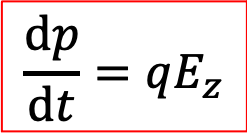 dp/dt = qE_z